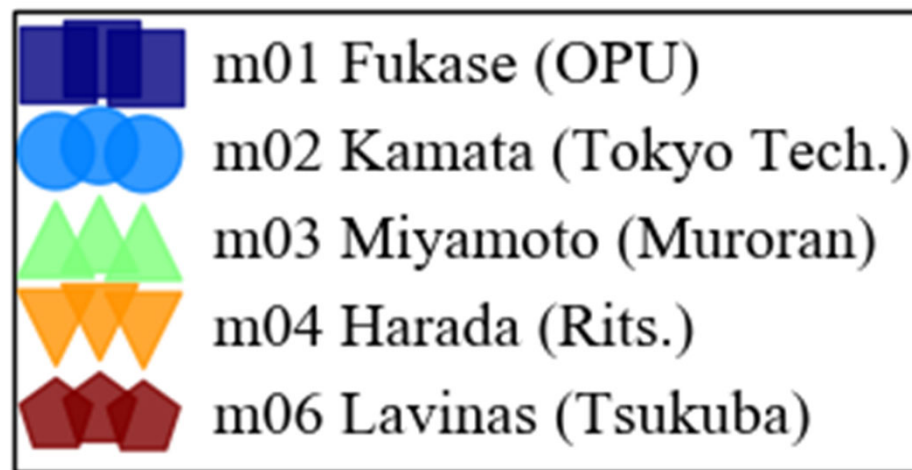 m01 Fukase (OPU)
m02 Kamata (Tokyo Tech.)
m03 Miyamoto (Muroran)
m04 Harada (Rits.)
m06 Lavinas (Tsukuba)